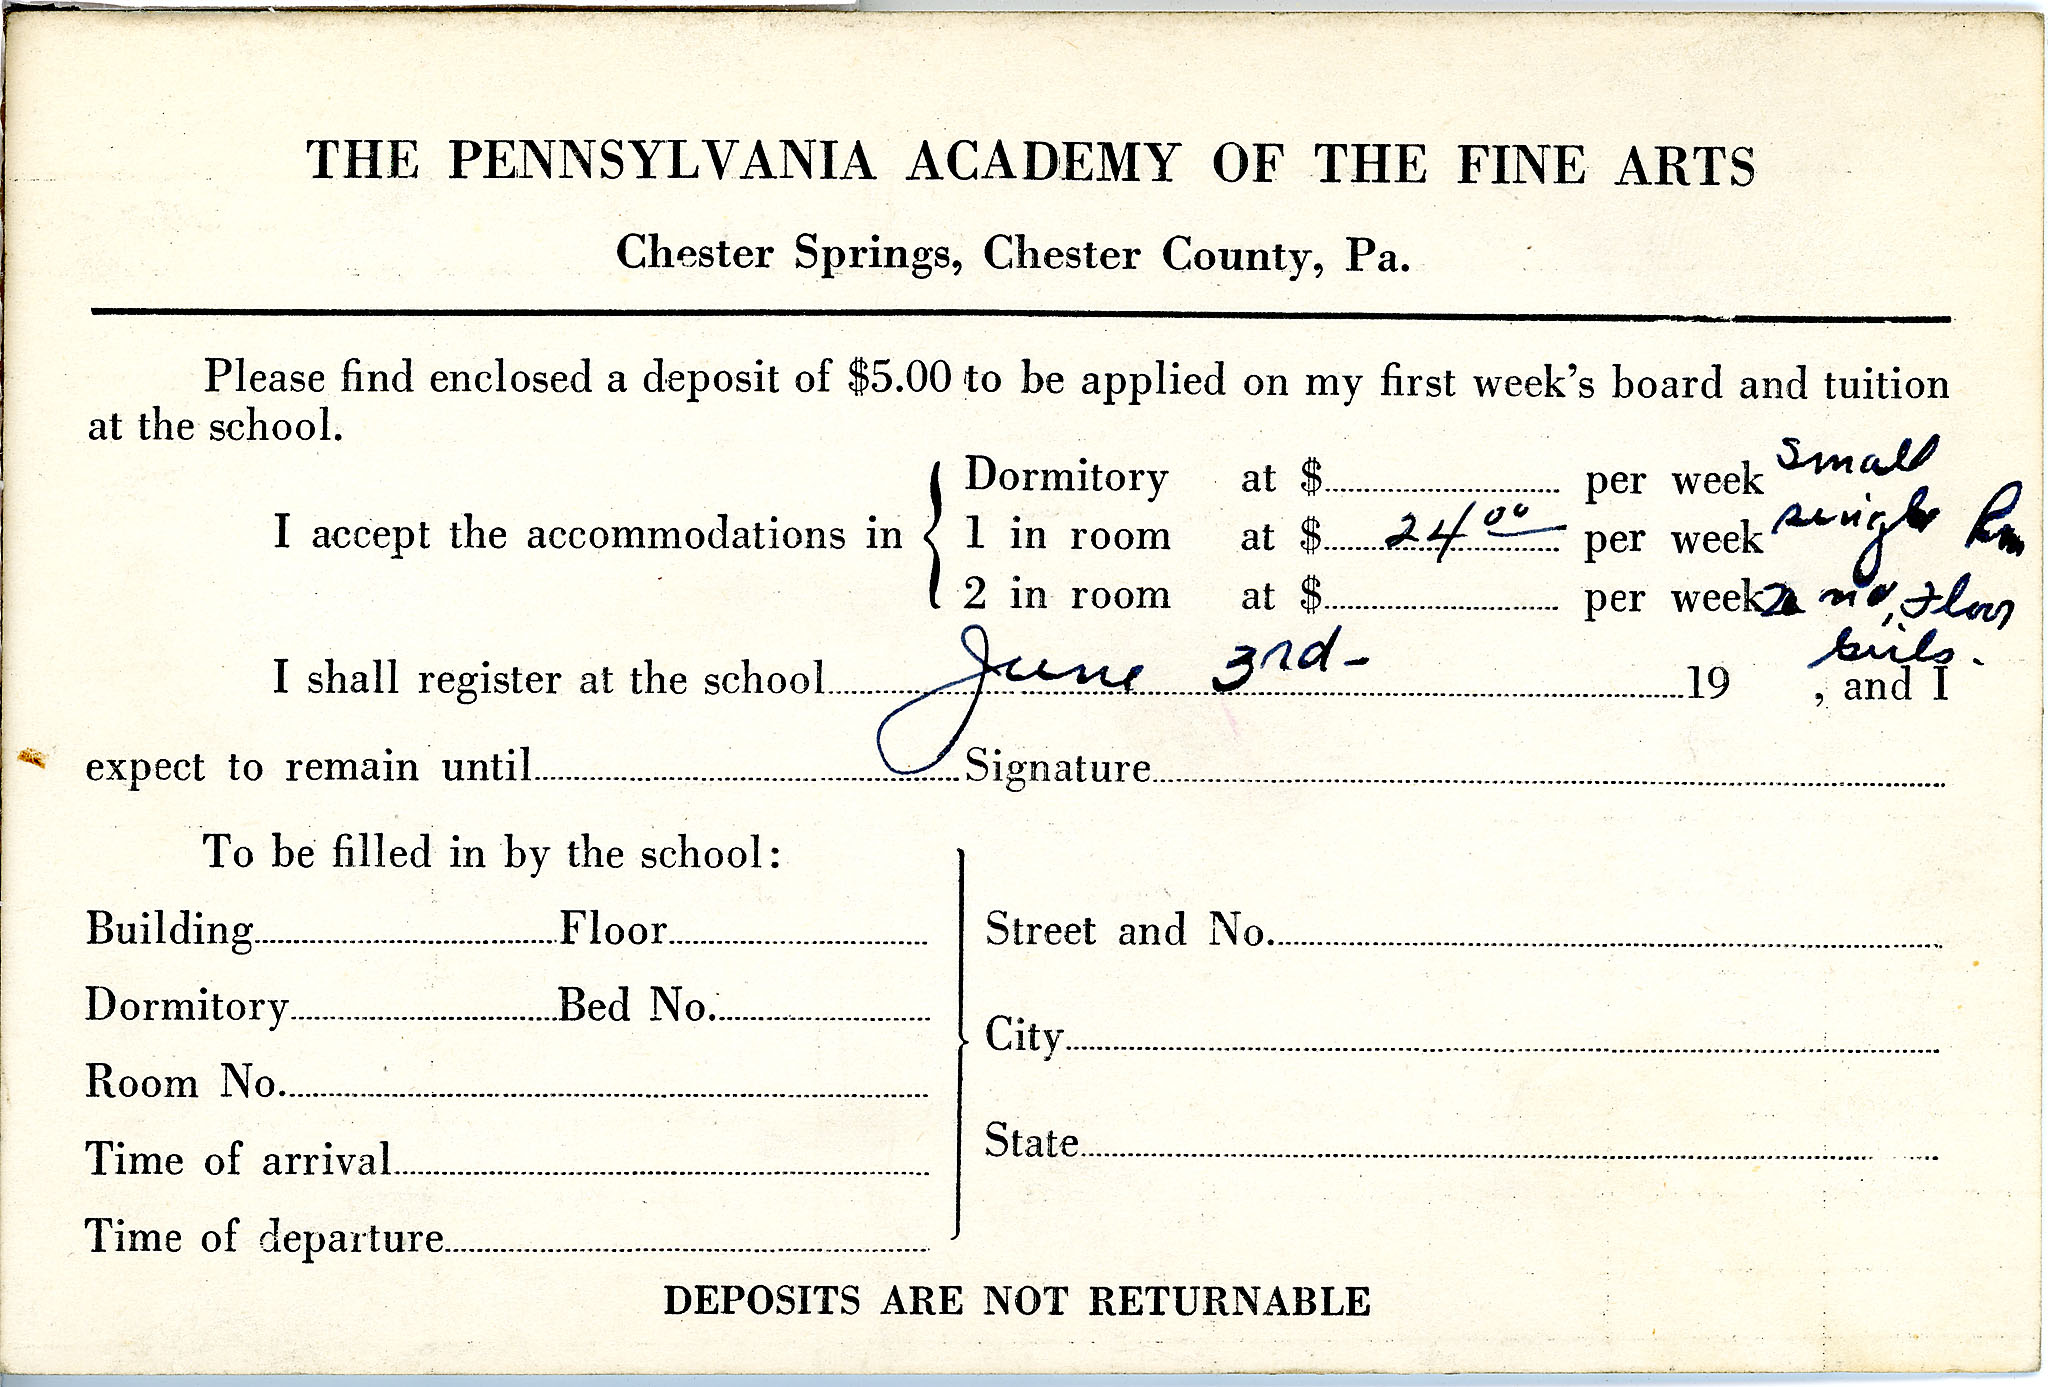 THE PENNSYLVANIA ACADEMY OF THE FINE ARTS
Chester Springs, Chester County, Pa.
Please find enclosed a deposit of $5.00 to be applied on my first week's board and tuition
at the school.
Dormitory at $ per week small
I accept the accommodations in 1 in room at $ 24 00 per week single Rm
2 in room at $ per week 2nd, Floor
I shall register at the school June 3rd- 19 , and I
expect to remain until Signature
To be filled in by the school:
Building Floor
Dormitory Bed No.
Room No.
Time of arrival
Time of departure
Street and No.
City
State
DEPOSITS ARE NOT RETURNABLE